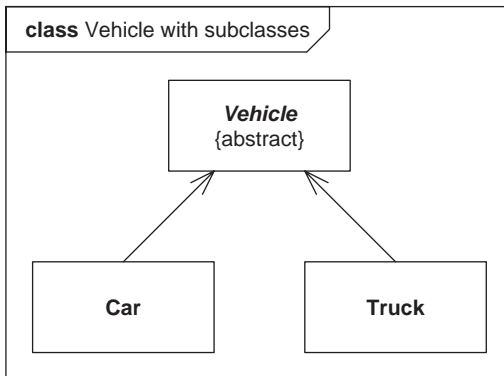 class Vehicle with subclasses
Vehicle
{abstract}
Car
Truck